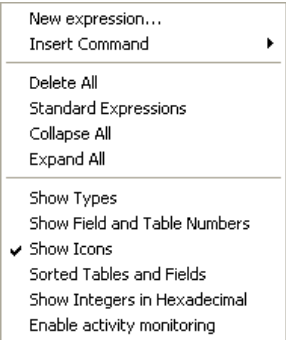 New expression...
Insert Command
Delete All
Standard Expressions
Collapse All
Expand All
Show Types
Show Field and Table Numbers
Show Icons
Sorted Tables and Fields
Show Integers in Hexadecimal
Enable activity monitoring